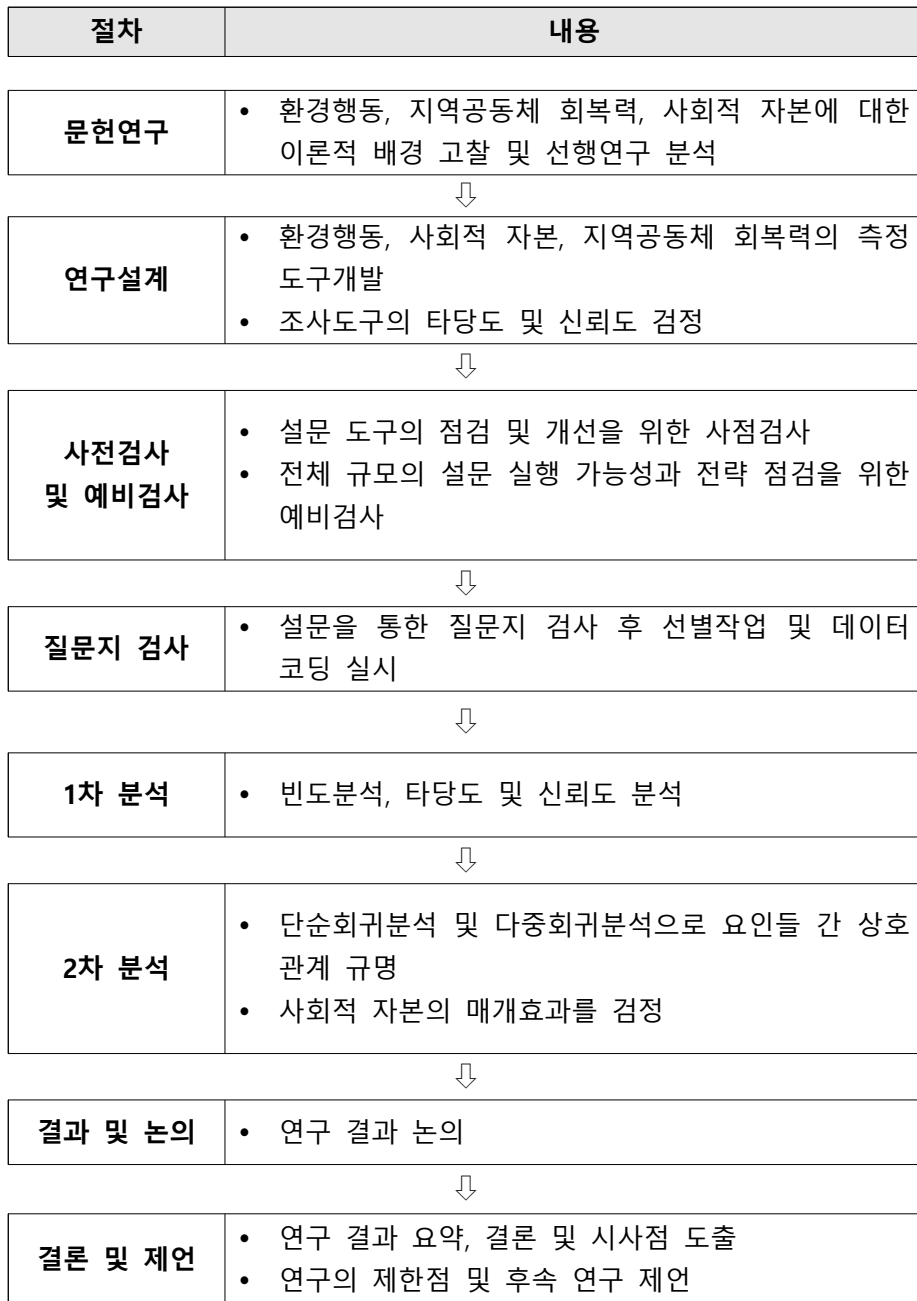 절차 내용
문헌연구
• 환경행동, 지역공동체 회복력, 사회적 자본에 대한
이론적 배경 고찰 및 선행연구 분석
⇩
연구설계
• 환경행동, 사회적 자본, 지역공동체 회복력의 측정
도구개발
• 조사도구의 타당도 및 신뢰도 검정
⇩
사전검사
및 예비검사
• 설문 도구의 점검 및 개선을 위한 사점검사
• 전체 규모의 설문 실행 가능성과 전략 점검을 위한
예비검사
⇩
질문지 검사
• 설문을 통한 질문지 검사 후 선별작업 및 데이터
코딩 실시
⇩
1차 분석
• 빈도분석, 타당도 및 신뢰도 분석
⇩
2차 분석
• 단순회귀분석 및 다중회귀분석으로 요인들 간 상호
관계 규명
• 사회적 자본의 매개효과를 검정
⇩
결과 및 논의
• 연구 결과 논의
⇩
결론 및 제언
• 연구 결과 요약, 결론 및 시사점 도출
• 연구의 제한점 및 후속 연구 제언